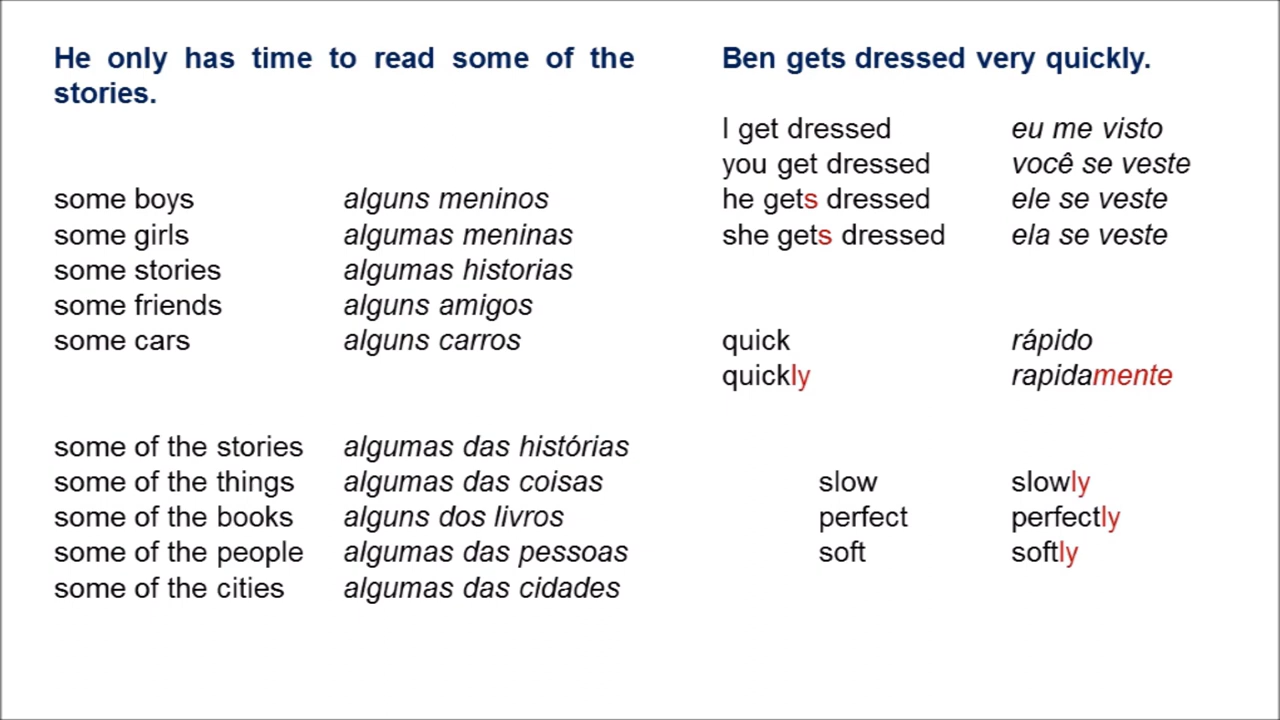 He only has time to read some of the
stories.
some boys alguns meninos
some girls algumas meninas
some stories algumas historias
some friends alguns amigos
some cars alguns carros
some of the stories algumas das histórias
some of the things algumas das coisas
some of the books alguns dos livros
some of the people algumas das pessoas
some of the cities algumas das cidades
Ben gets dressed very quickly.
I get dressed eu me visto
you get dressed você se veste
he gets dressed ele se veste
she gets dressed ela se veste
quick rápido
quickly rapidamente
slow slowly
perfect perfectly
soft softly